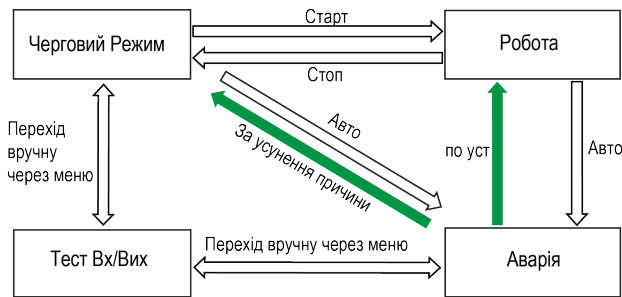 Старт
Черговий Режим
Робота
Стоп
Авто
За усунення причини
Перехід
вручну
через меню
по уст
Авто
Тест Вх/Вих
Перехід вручну через меню
Аварія